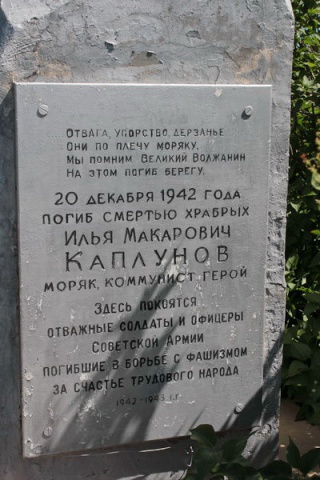 Отвага, упорство, дерзанье
Они по плечу моряку.
Мы помним Великий Волжанин
На этом погиб берегу.
20 декабря 1942 года
погиб смертью храбрых
Илья Макарович
Каплунов
моряк, коммунист, герой
Здесь покоятся
отважные солдаты и офицеры
Советской Армии
погибшие в борьбе с фашизмом
за счастье трудового народа
1942-1943 г.г.